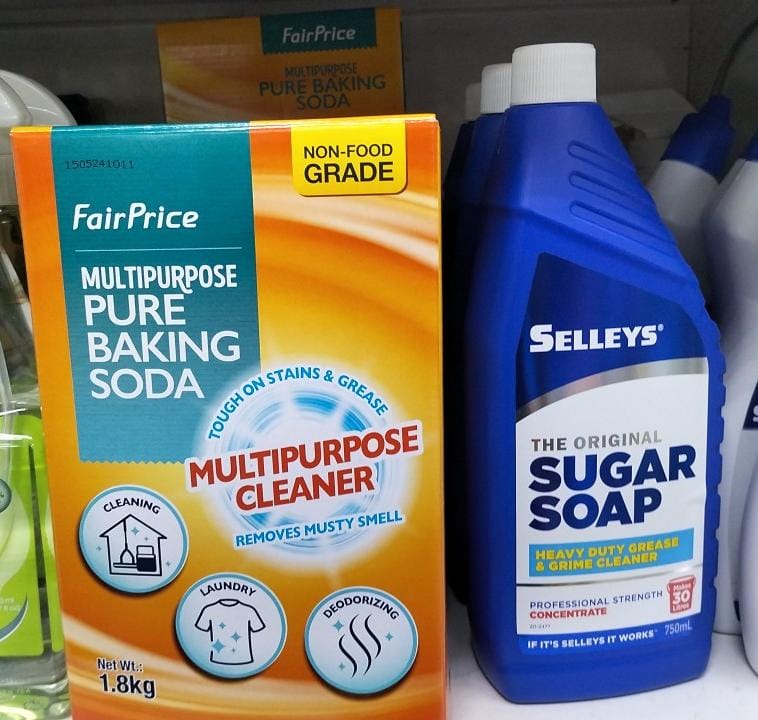 FairPrice
MULTIPURPOSE
PURE BAKING
SODA
1505241011
NON-FOOD
GRADE
FairPrice
MULTIPURPOSE
PURE
BAKING
SODA
TOUGH ON STAINS & GREASE
MULTIPURPOSE
CLEANER
REMOVES MUSTY SMELL
CLEANING
LAUNDRY
DEODORIZING
Net Wt.:
1.8kg
SELLEYS®
THE ORIGINAL
SUGAR
SOAP
HEAVY DUTY GREASE
& GRIME CLEANER
PROFESSIONAL STRENGTH
CONCENTRATE
Makes
30
Litres
IF IT'S SELLEYS IT WORKS™
750mL